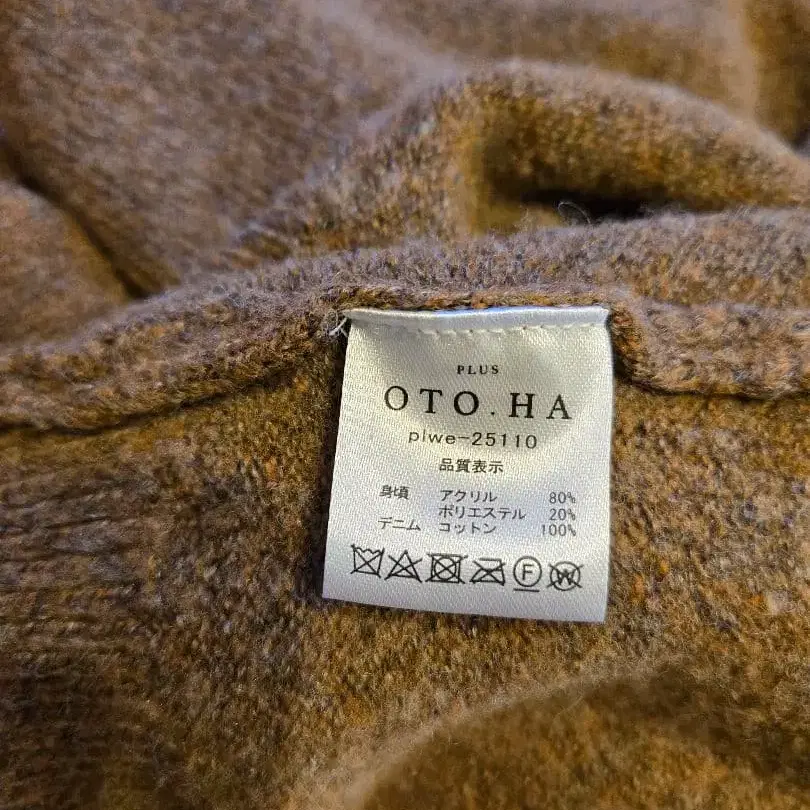 PLUS
OTO.HA
plwe-25110
品質表示
身頃 アクリル 80%
ポリエステル 20%
デニム コットン 100%
F W